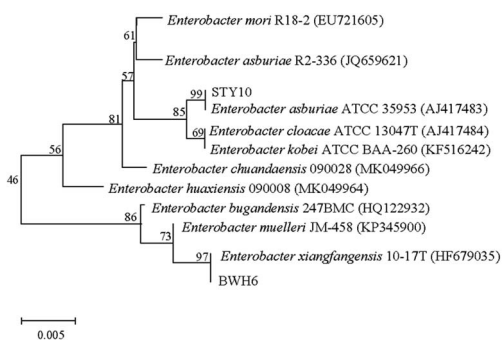 Enterobacter mori R18-2 (EU721605)
61
Enterobacter asburiae R2-336 (JQ659621)
57
99 STY10
85
Enterobacter asburiae ATCC 35953 (AJ417483)
81
69 Enterobacter cloacae ATCC 13047T (AJ417484)
Enterobacter kobei ATCC BAA-260 (KF516242)
56
Enterobacter chuandaensis 090028 (MK049966)
46
Enterobacter huaxiensis 090008 (MK049964)
86 Enterobacter bugandensis 247BMC (HQ122932)
Enterobacter muelleri JM-458 (KP345900)
73
97 Enterobacter xiangfangensis 10-17T (HF679035)
BWH6
0.005